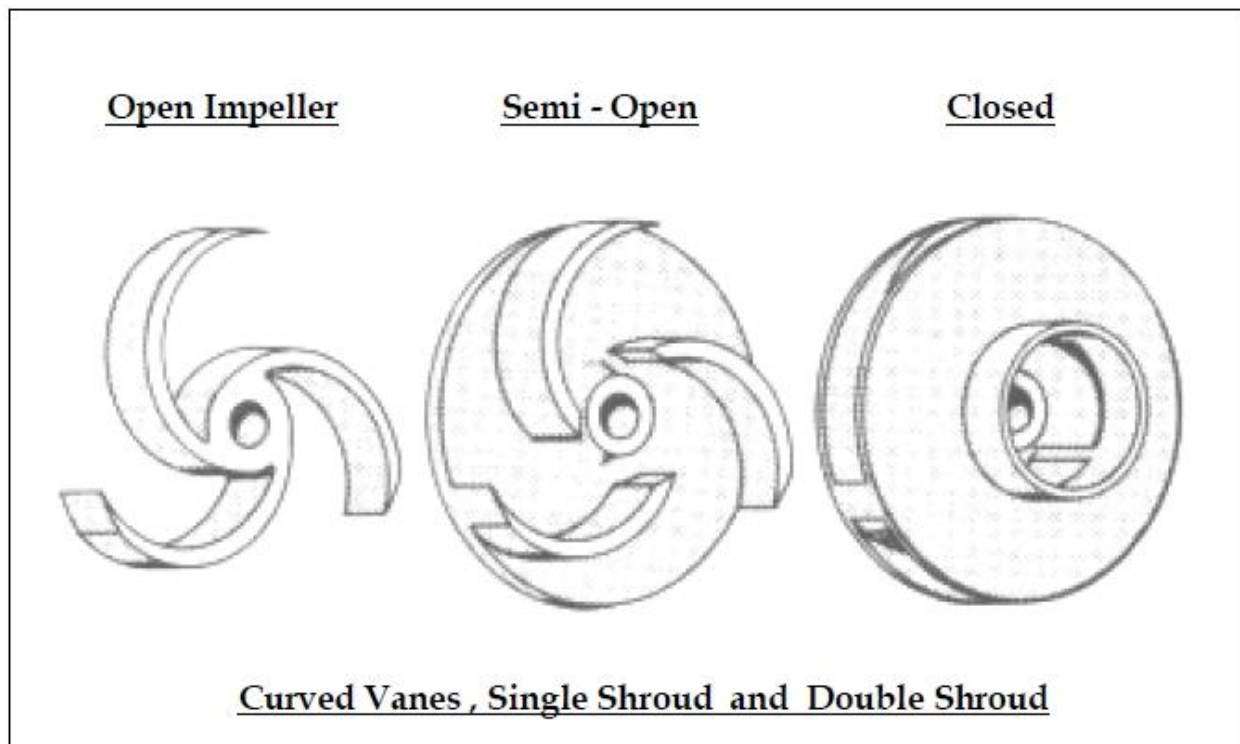 Open Impeller Semi - Open Closed
Curved Vanes , Single Shroud and Double Shroud